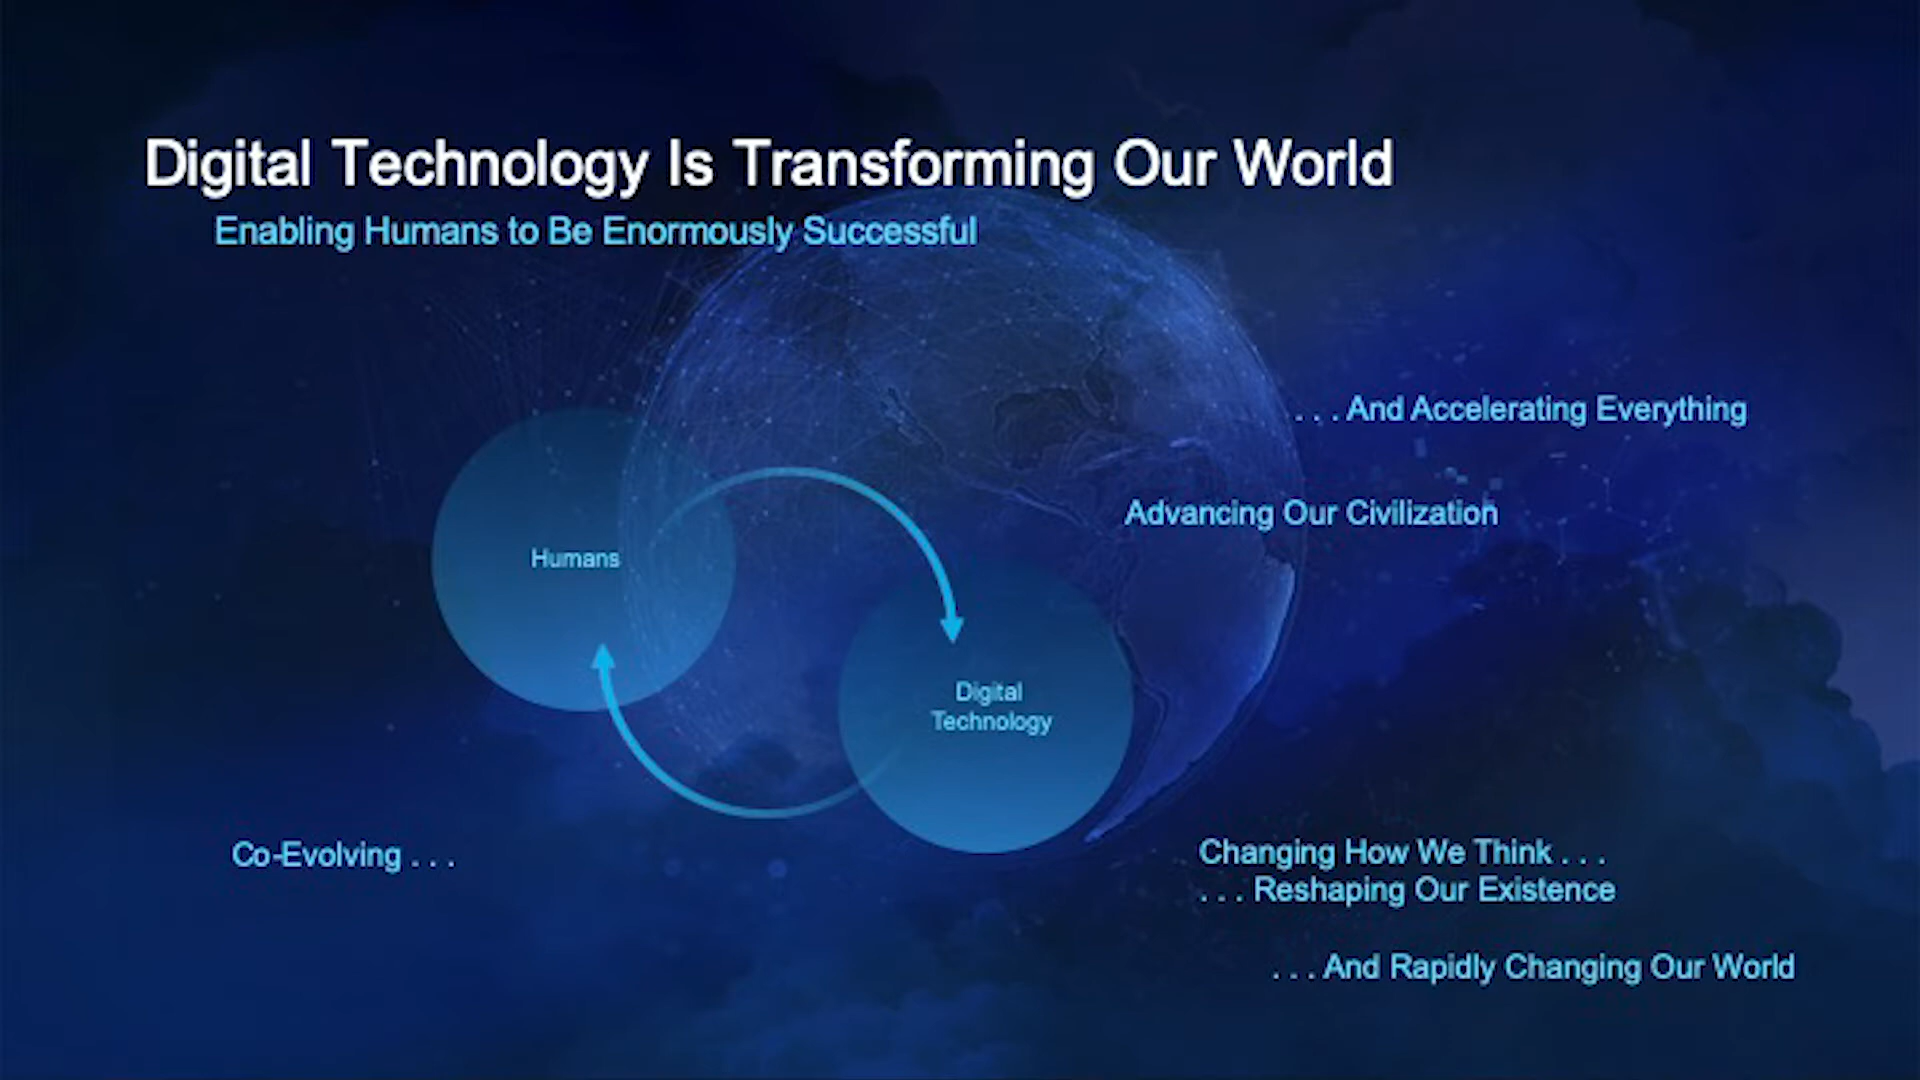 Digital Technology Is Transforming Our World
Enabling Humans to Be Enormously Successful
. . . And Accelerating Everything
Advancing Our Civilization
Humans
Digital
Technology
Co-Evolving . . .
Changing How We Think . . .
. . . Reshaping Our Existence
. . . And Rapidly Changing Our World